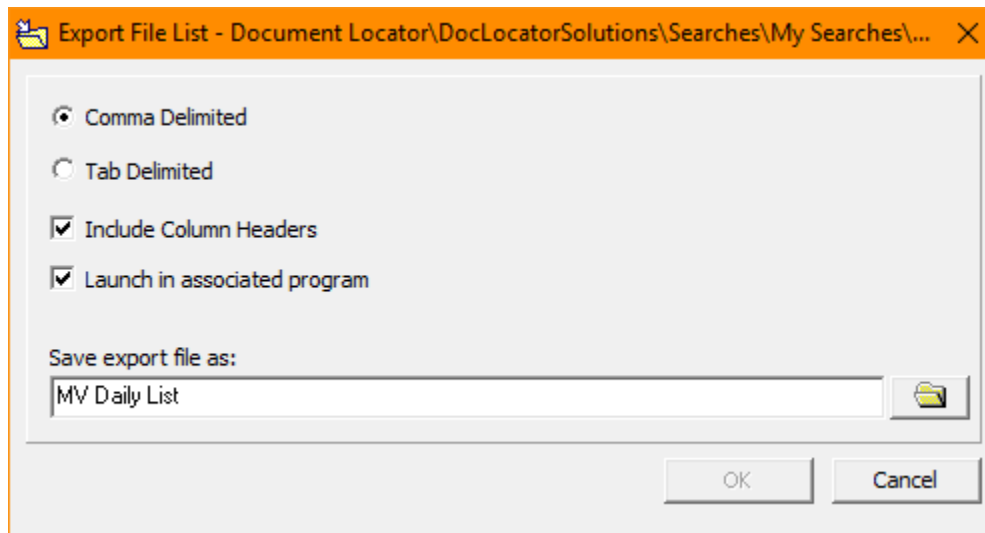 Export File List - Document Locator\DocLocatorSolutions\Searches\My Searches\...
Comma Delimited
Tab Delimited
Include Column Headers
Launch in associated program
Save export file as:
MV Daily List
OK
Cancel